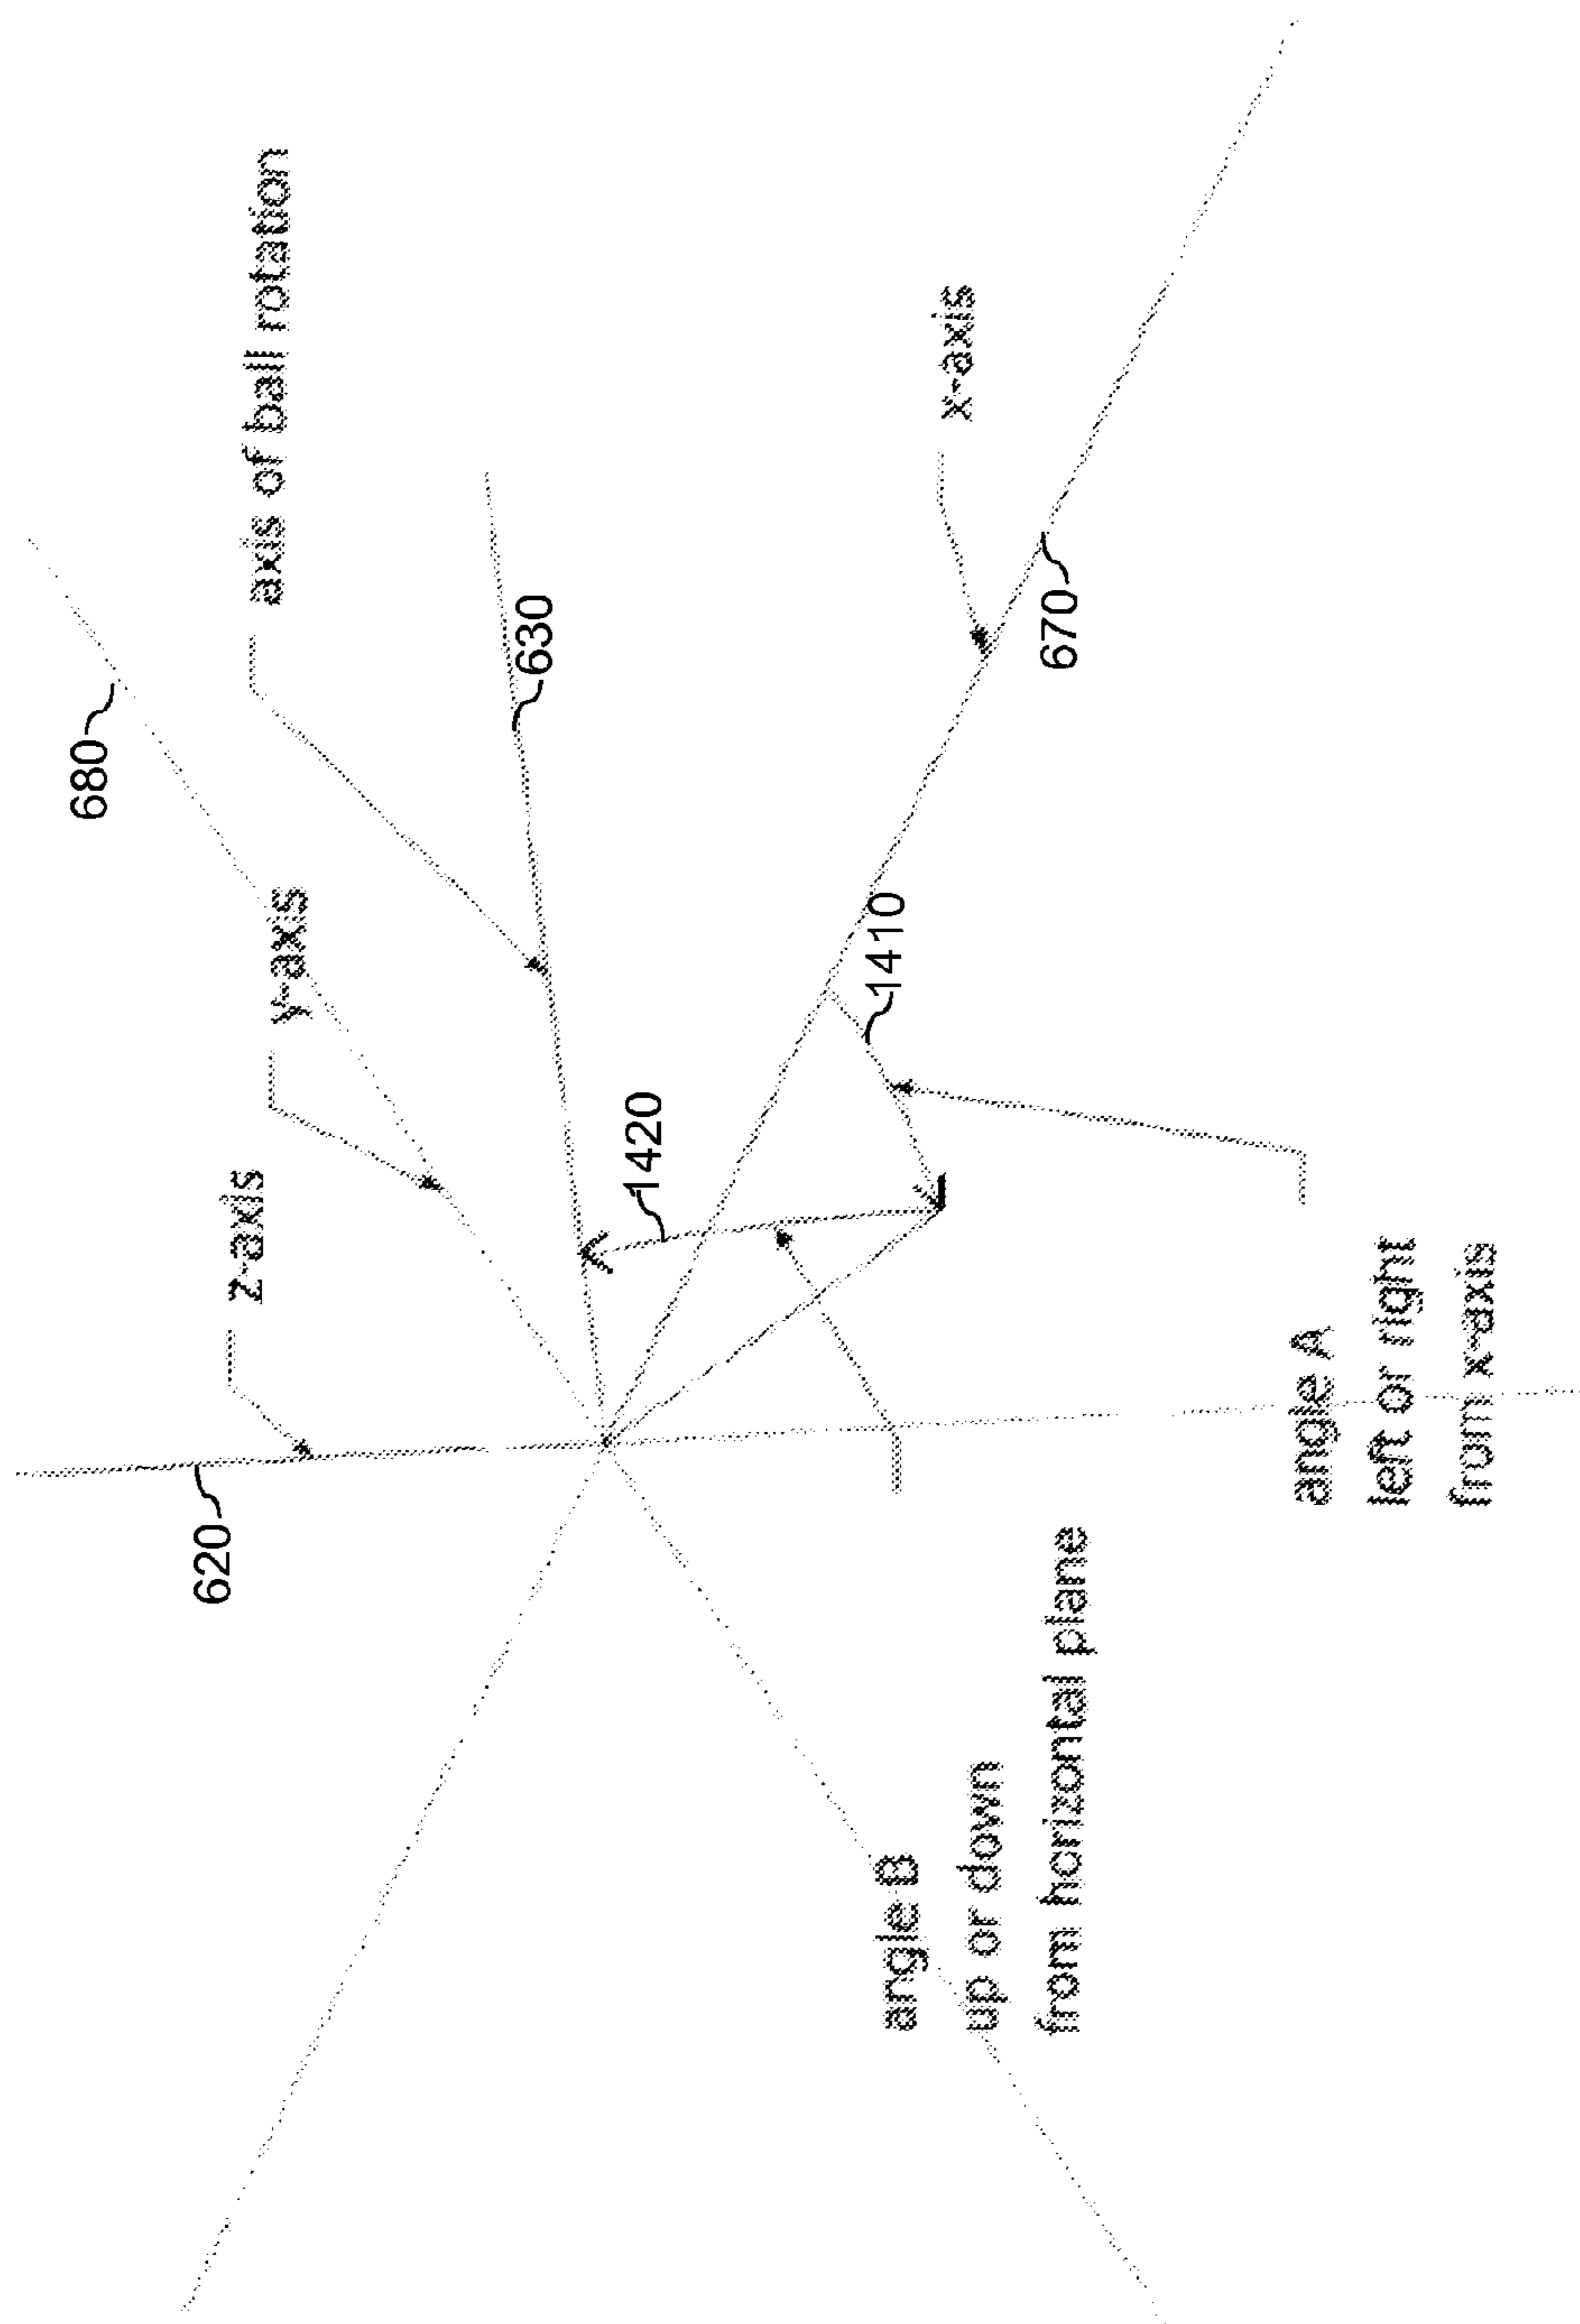 620
z-axis
y-axis
680
axis of ball rotation
630
1420
1410
x-axis
670
angle B
up or down
from horizontal plane
angle A
left or right
from x-axis